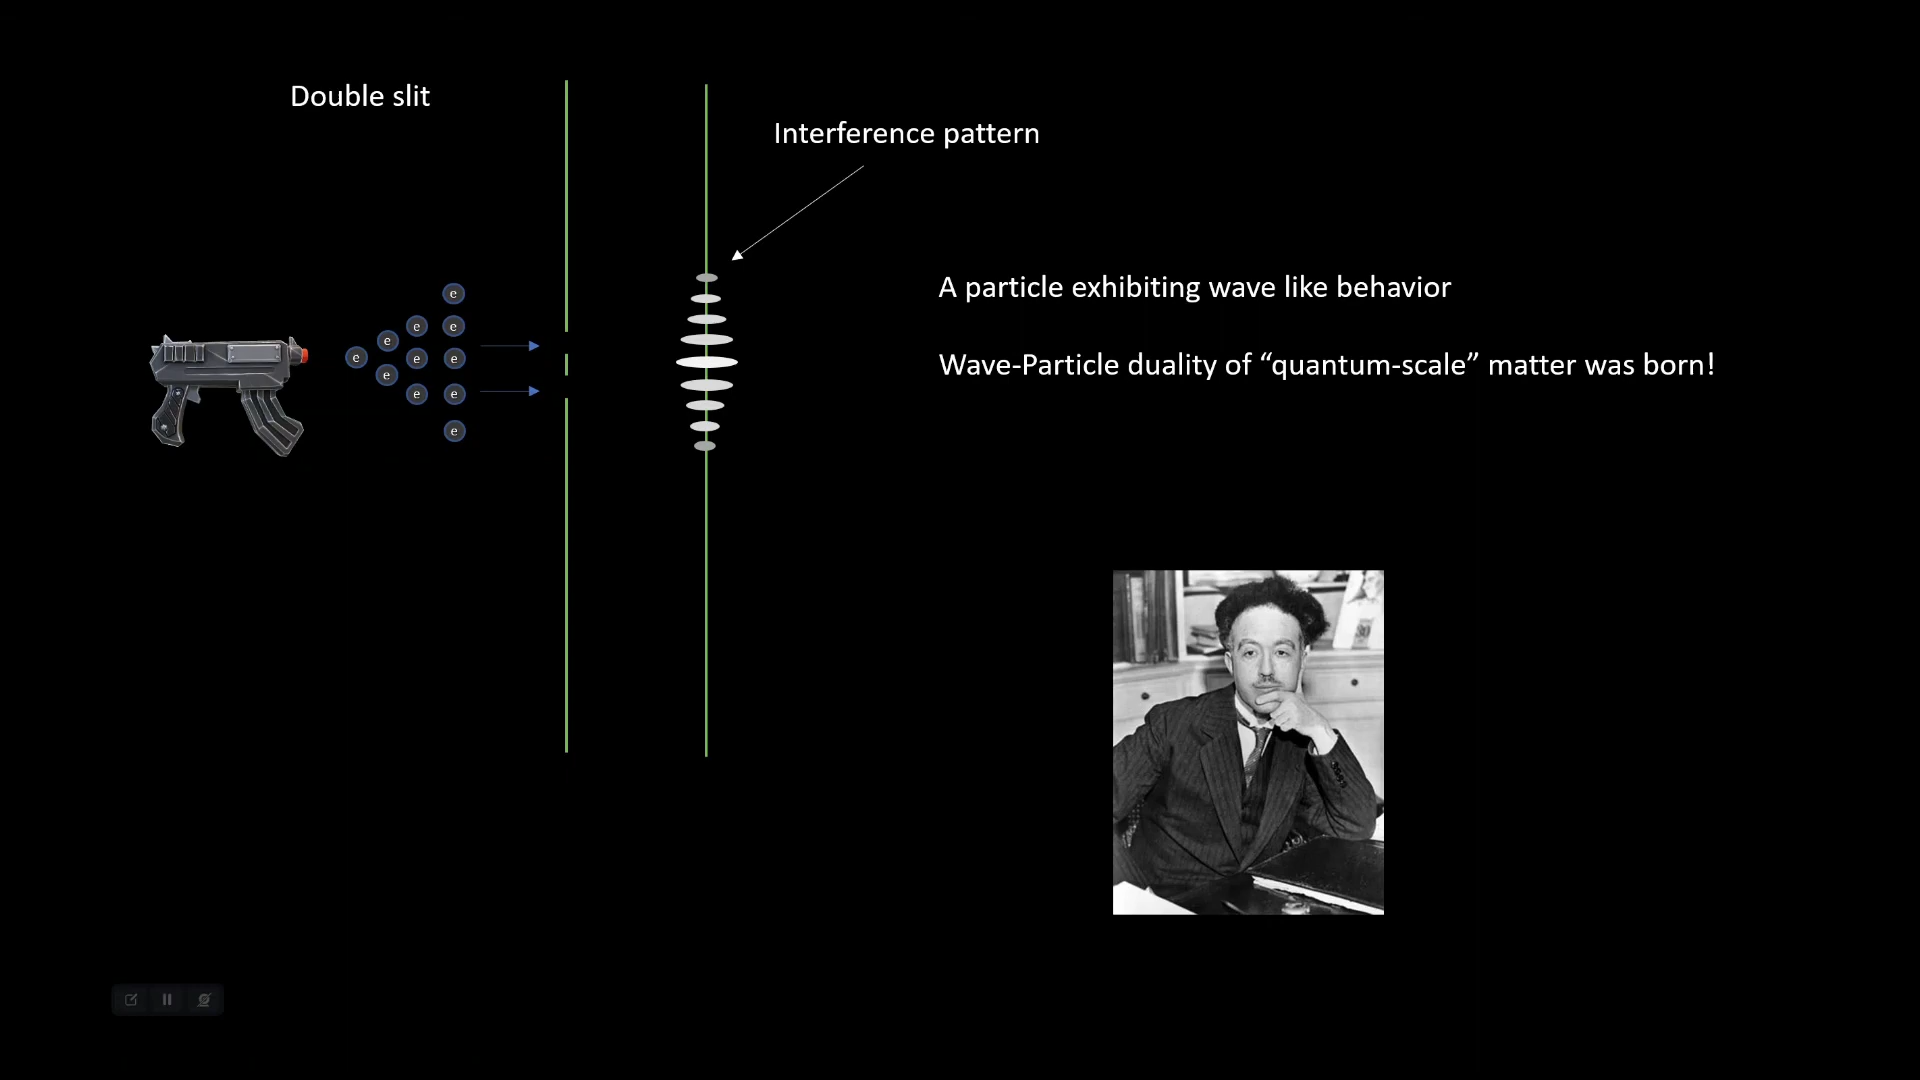 Double slit
Interference pattern
A particle exhibiting wave like behavior
Wave-Particle duality of “quantum-scale” matter was born!
e
e
e
e
e
e
e
e
e
e
e